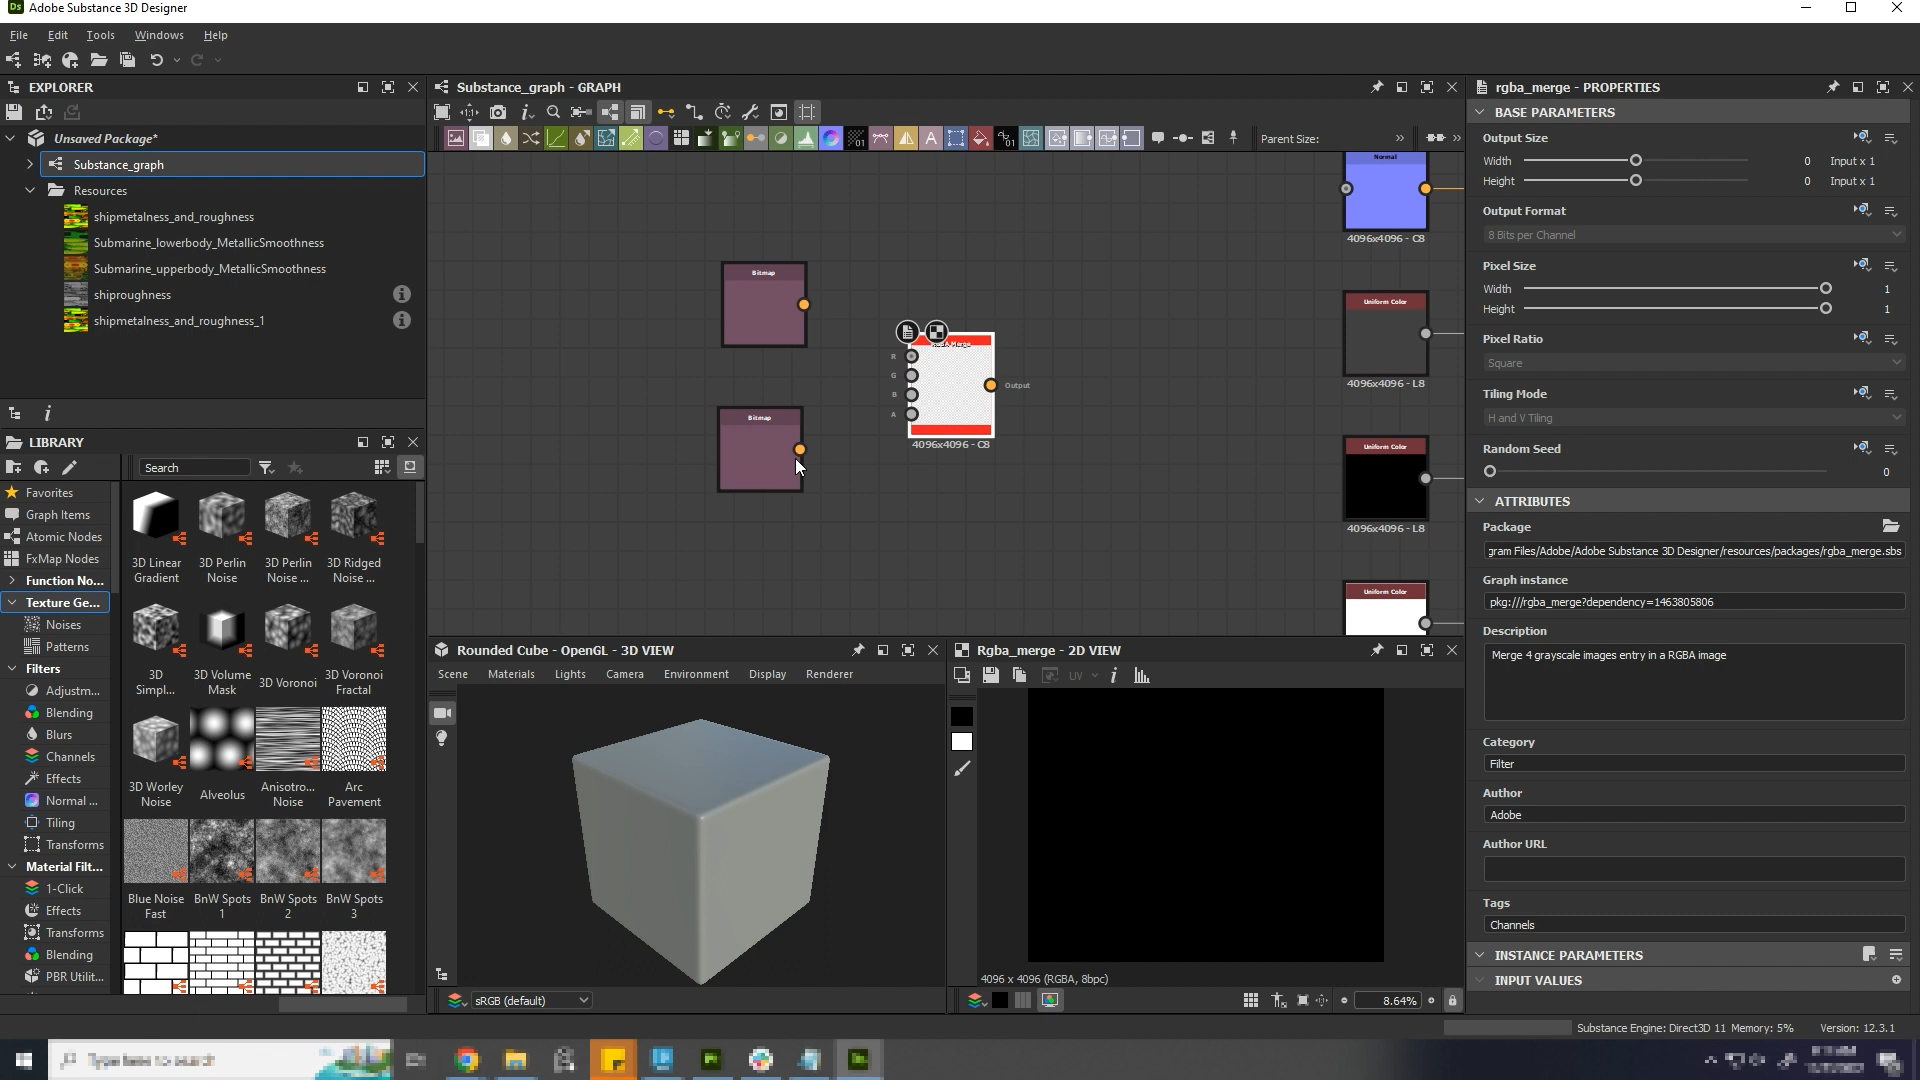 Ds Adobe Substance 3D Designer
File Edit Tools Windows Help
EXPLORER
Unsaved Package*
Substance_graph
Resources
shipmetalness_and_roughness
Submarine_lowerbody_MetallicSmoothness
Submarine_upperbody_MetallicSmoothness
shiproughness
shipmetalness_and_roughness_1
LIBRARY
Search
Favorites
Graph Items
Atomic Nodes
FxMap Nodes
Function No...
Texture Ge...
Noises
Patterns
Filters
Adjustm...
Blending
Blurs
Channels
Effects
Normal ...
Tiling
Transforms
Material Filt...
1-Click
Effects
Transforms
Blending
PBR Utilit...
3D Linear Gradient
3D Perlin Noise
3D Perlin Noise ...
3D Ridged Noise ...
3D Simpl...
3D Volume Mask
3D Voronoi
3D Voronoi Fractal
3D Worley Noise
Alveolus
Anisotro... Noise
Arc Pavement
Blue Noise Fast
BnW Spots 1
BnW Spots 2
BnW Spots 3
Substance_graph - GRAPH
Parent Size:
Bitmap
Bitmap
RGBA Merge
R
G
B
A
Output
4096x4096 - C8
Normal
4096x4096 - C8
Uniform Color
4096x4096 - L8
Uniform Color
4096x4096 - L8
Uniform Color
Rounded Cube - OpenGL - 3D VIEW
Scene Materials Lights Camera Environment Display Renderer
sRGB (default)
Rgba_merge - 2D VIEW
UV
4096 x 4096 (RGBA, 8bpc)
8.64%
rgba_merge - PROPERTIES
BASE PARAMETERS
Output Size
Width 0 Input x 1
Height 0 Input x 1
Output Format
8 Bits per Channel
Pixel Size
Width 1
Height 1
Pixel Ratio
Square
Tiling Mode
H and V Tiling
Random Seed
0
ATTRIBUTES
Package
gram Files/Adobe/Adobe Substance 3D Designer/resources/packages/rgba_merge.sbs
Graph instance
pkg:///rgba_merge?dependency=1463805806
Description
Merge 4 grayscale images entry in a RGBA image
Category
Filter
Author
Adobe
Author URL
Tags
Channels
INSTANCE PARAMETERS
INPUT VALUES
Substance Engine: Direct3D 11 Memory: 5% Version: 12.3.1
Type here to search